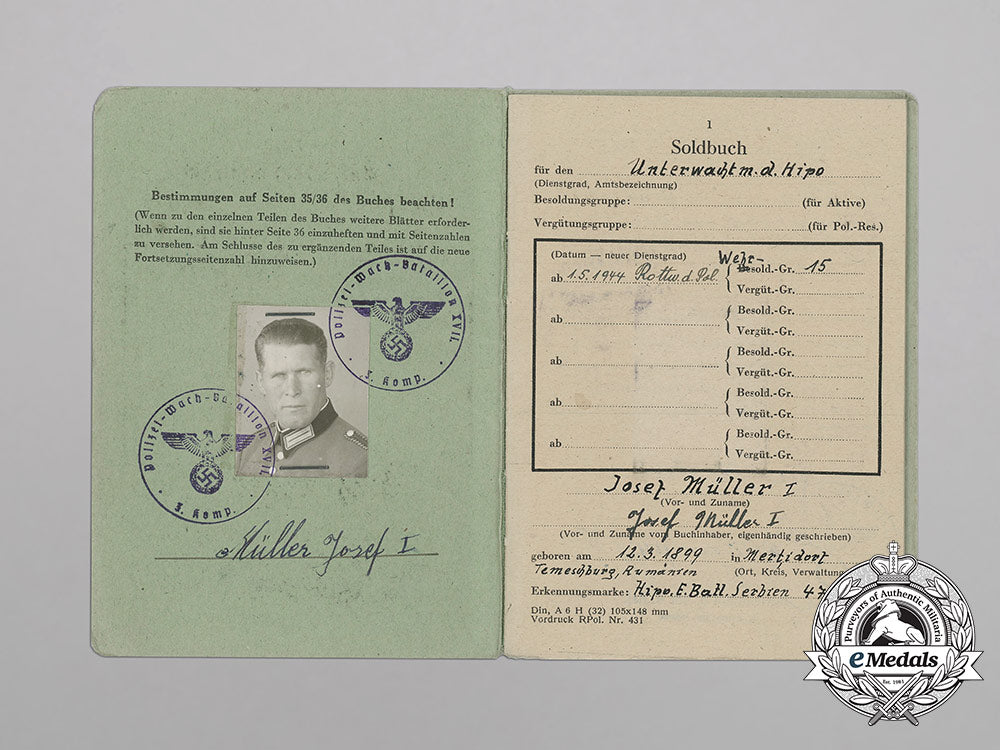 Bestimmungen auf Seiten 35/36 des Buches beachten!
(Wenn zu den einzelnen Teilen des Buches weitere Blätter erforder-
lich werden, sind sie hinter Seite 36 einzuheften und mit Seitenzahlen
zu versehen. Am Schlusse des zu ergänzenden Teiles ist auf die neue
Fortsetzungsseitenzahl hinzuweisen.)
Polizei-Wach-Bataillon XVII.
3. Komp.
Polizei-Wach-Bataillon XVII.
3. Komp.
Müller Josef I
1
Soldbuch
für den Unterwachtm. d. Hipo
(Dienstgrad, Amtsbezeichnung)
Besoldungsgruppe: (für Aktive)
Vergütungsgruppe: (für Pol.-Res.)
(Datum — neuer Dienstgrad) Wehr-
ab 1.5.1944 Rottw. d. Pol. Besold.-Gr. 15
Vergüt.-Gr.
ab Besold.-Gr.
Vergüt.-Gr.
ab Besold.-Gr.
Vergüt.-Gr.
ab Besold.-Gr.
Vergüt.-Gr.
ab Besold.-Gr.
Vergüt.-Gr.
Josef Müller I
(Vor- und Zuname)
Josef Müller I
(Vor- und Zuname vom Buchinhaber, eigenhändig geschrieben)
geboren am 12.3.1899 in Mertzidorf
Temeschburg, Rumänien (Ort, Kreis, Verwaltung
Erkennungsmarke: Hipo. E. Batl. Serbien 47
Din, A 6 H (32) 105x148 mm
Vordruck RPol. Nr. 431
Purveyors of Authentic Militaria
eMedals
Est. 1981